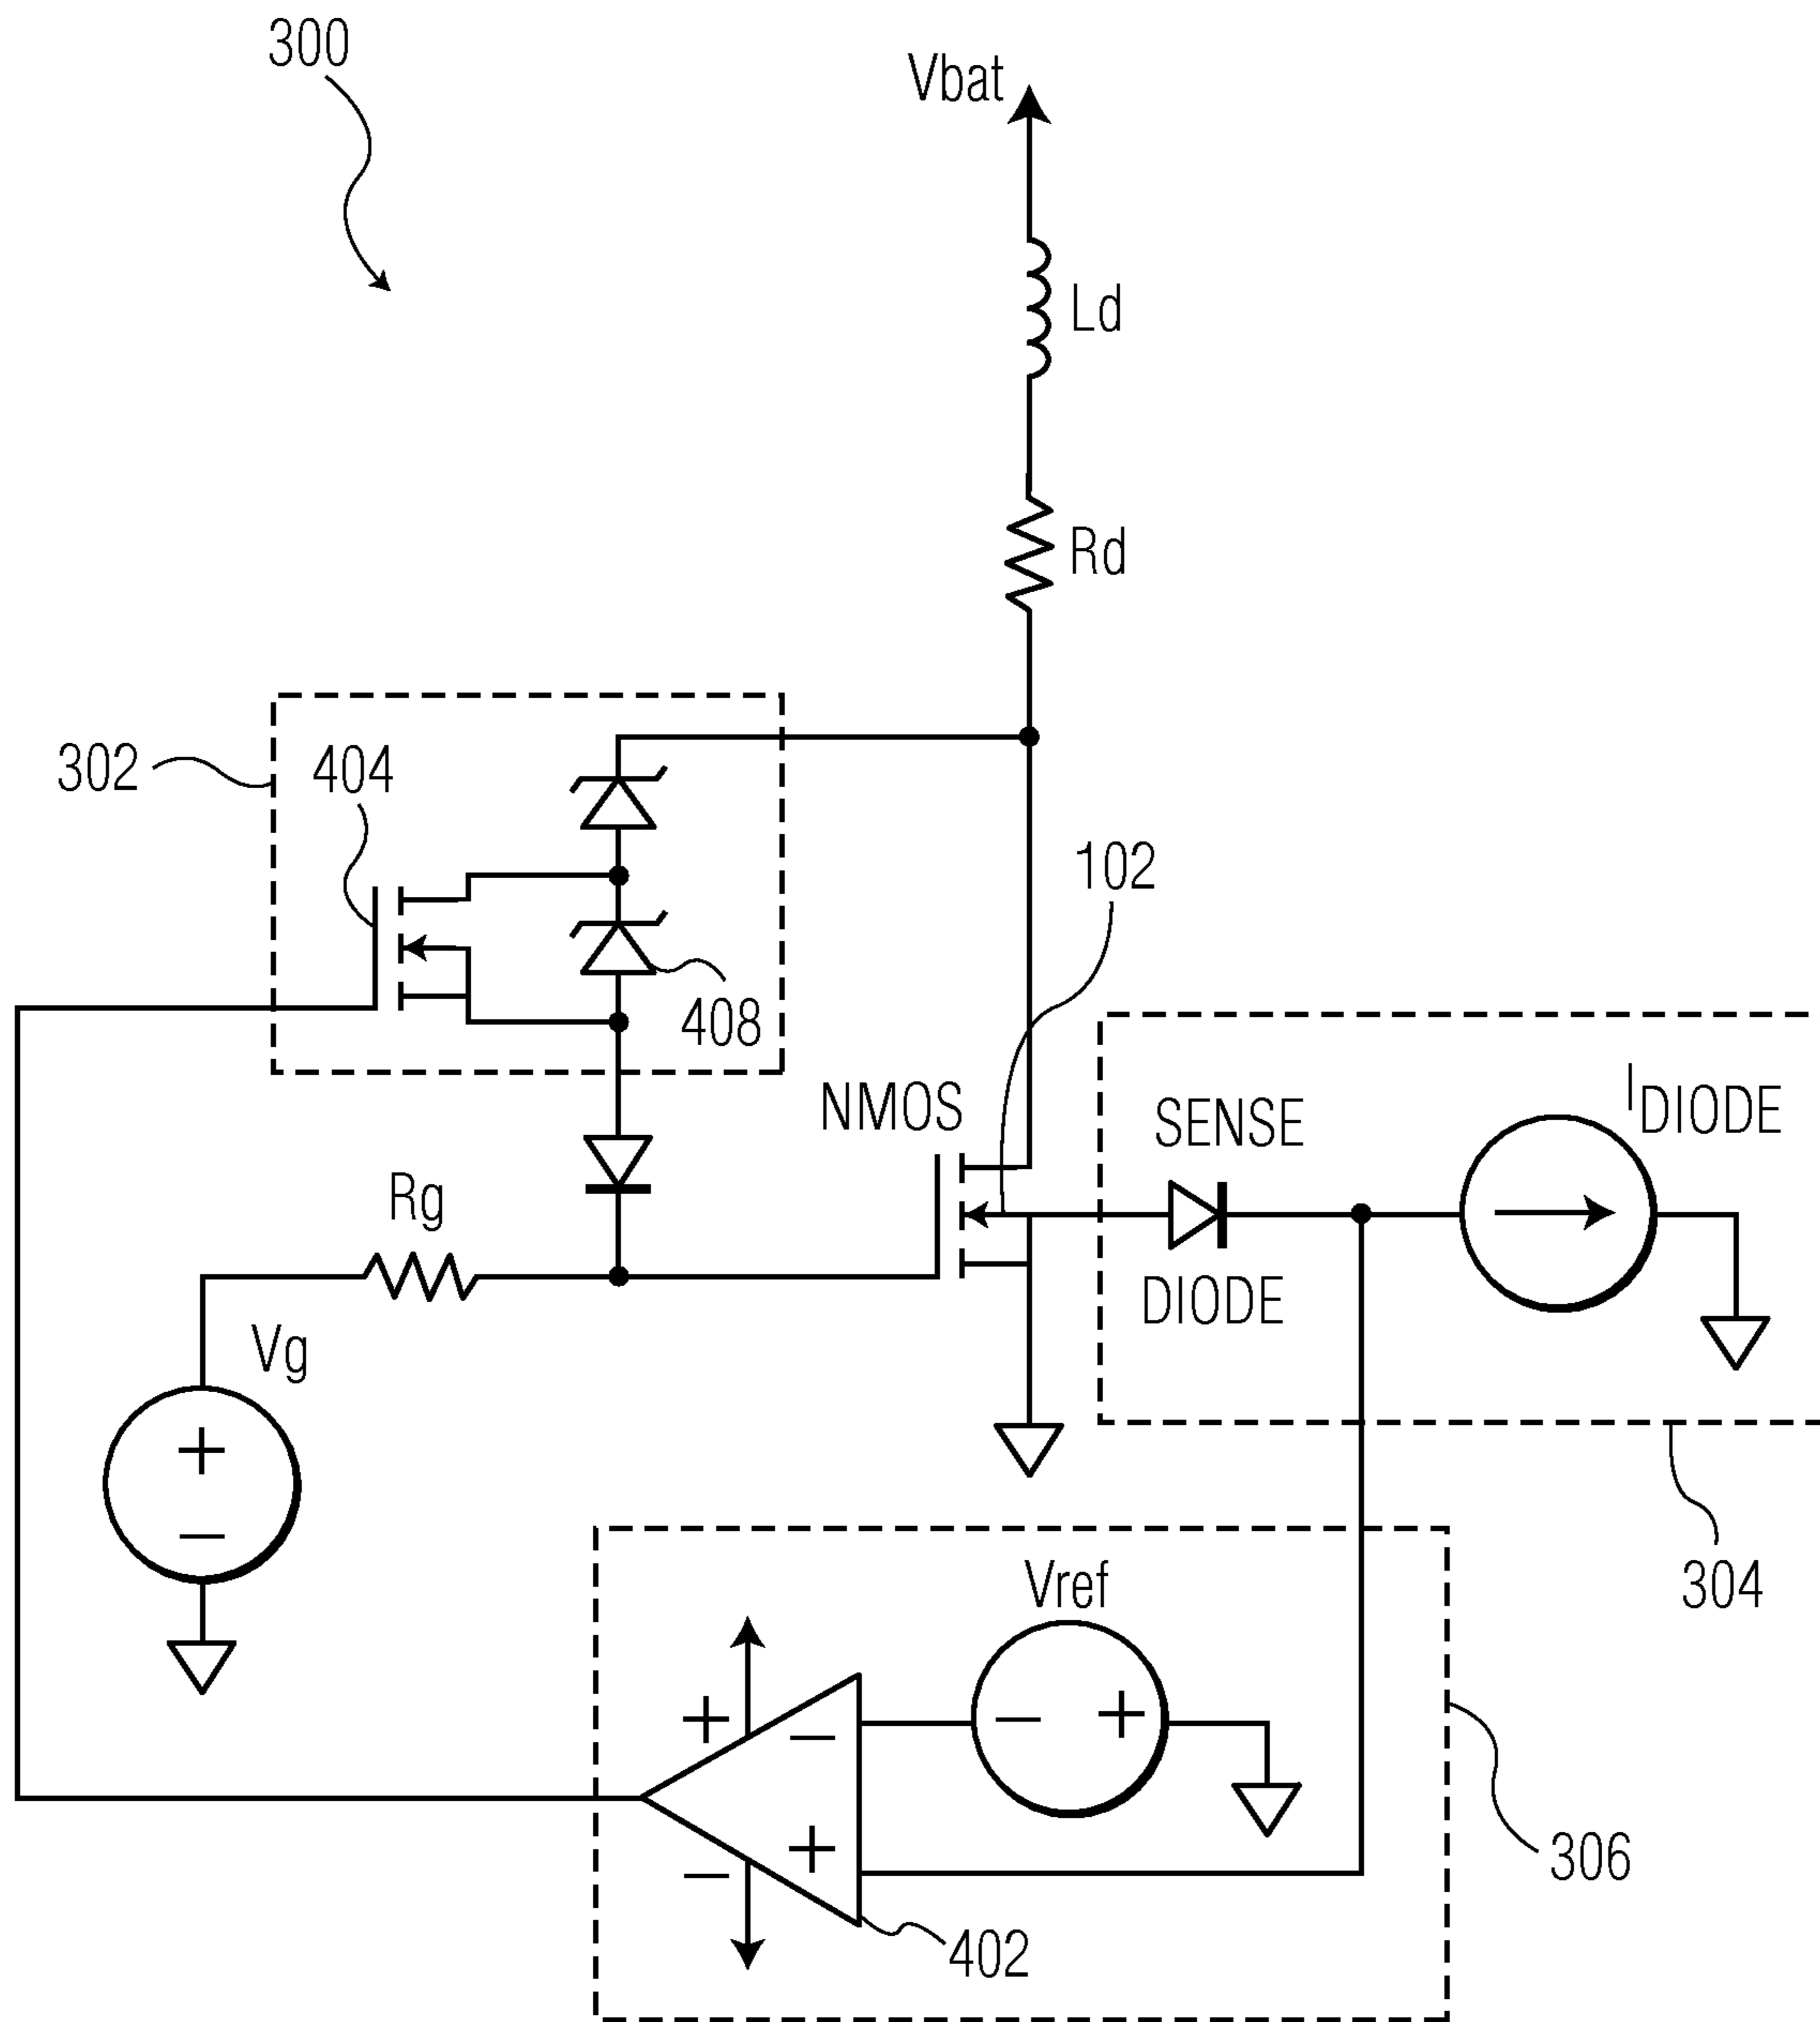 300
Vbat
Ld
Rd
302
404
102
408
NMOS
SENSE
DIODE
IDIODE
Rg
Vg
+
−
304
Vref
− +
+
−
+
−
306
402